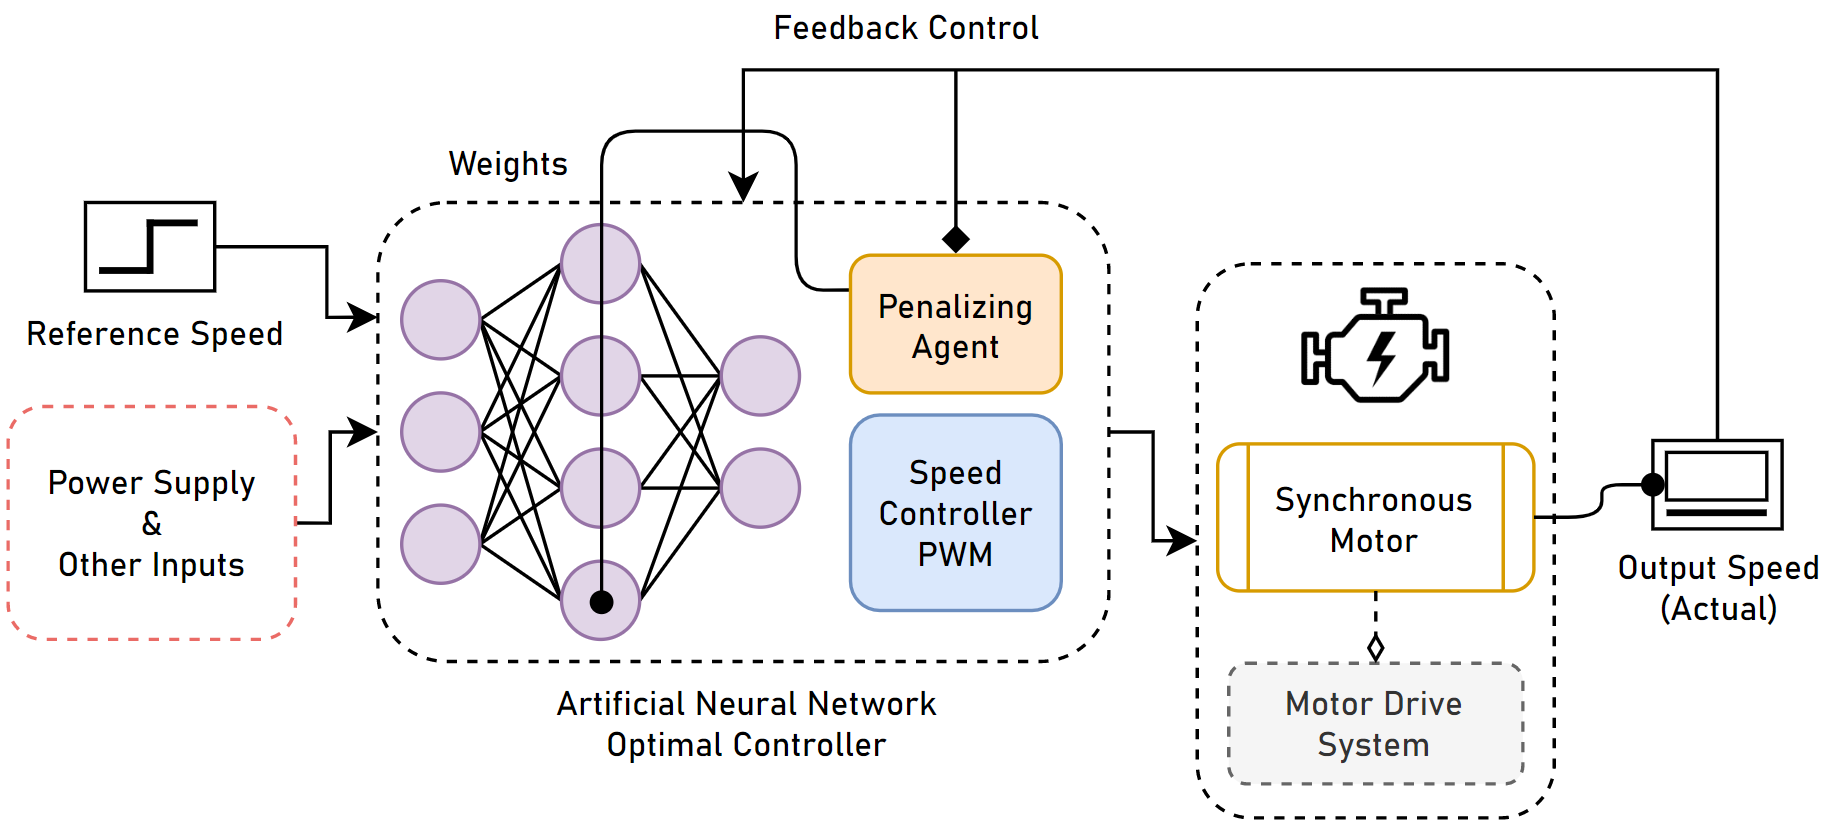 Feedback Control
Weights
Reference Speed
Power Supply
&
Other Inputs
Penalizing
Agent
Speed
Controller
PWM
Artificial Neural Network
Optimal Controller
Synchronous
Motor
Motor Drive
System
Output Speed
(Actual)